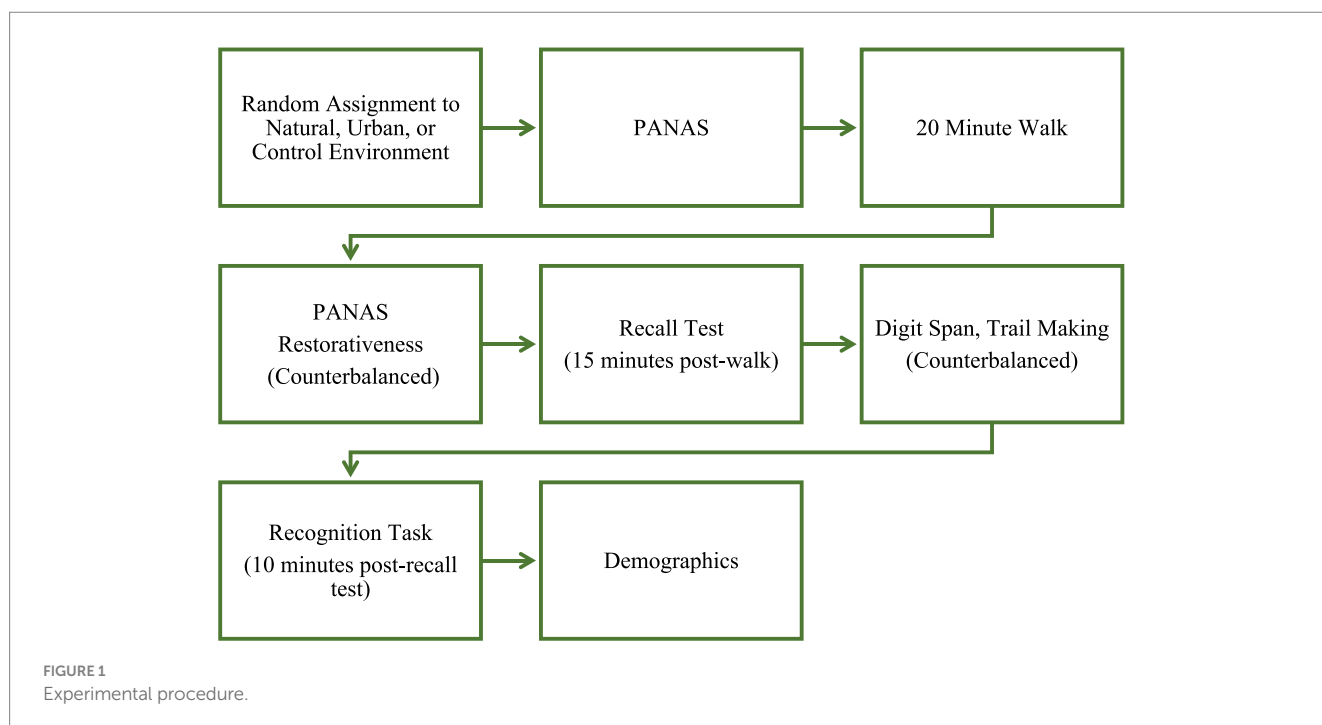 Random Assignment to
Natural, Urban, or
Control Environment
PANAS
20 Minute Walk
PANAS
Restorativeness
(Counterbalanced)
Recall Test
(15 minutes post-walk)
Digit Span, Trail Making
(Counterbalanced)
Recognition Task
(10 minutes post-recall
test)
Demographics
FIGURE 1
Experimental procedure.